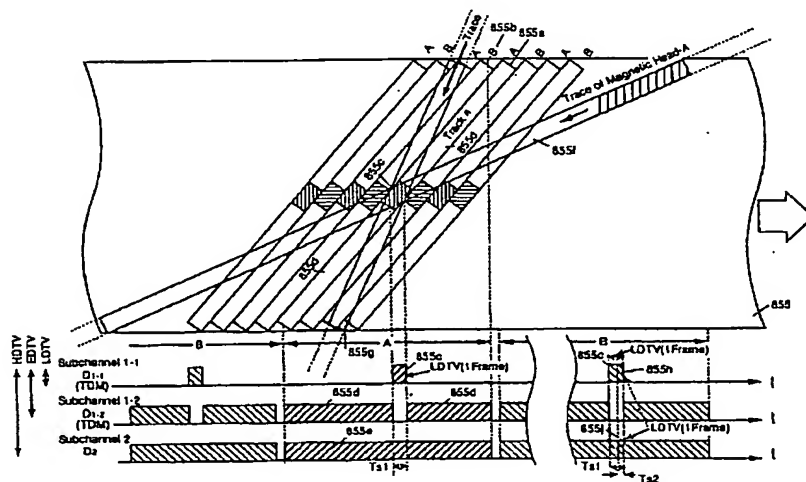 855b
855a
Trace
A B A B A B A B
Trace of Magnetic Head-A
Track A
855d
855c
855f
855d
855
855g
HDTV
EDTV
LDTV
B A B
Subchannel 1-1
D1-1
(TDM)
855c
LDTV(1Frame)
LDTV(1Frame)
855c
855h
t
Subchannel 1-2
D1-2
(TDM)
855d 855d
t
Subchannel 2
D2
855e
855j
LDTV(1Frame)
t
Ts1
Ts1
Ts2